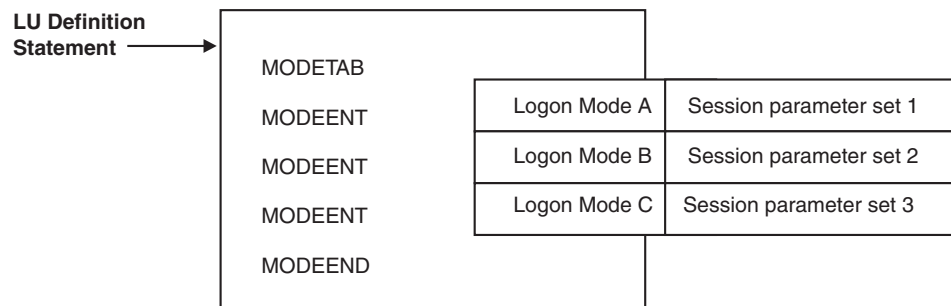 LU Definition
Statement
MODETAB
MODEENT
Logon Mode A Session parameter set 1
MODEENT
Logon Mode B Session parameter set 2
MODEENT
Logon Mode C Session parameter set 3
MODEEND